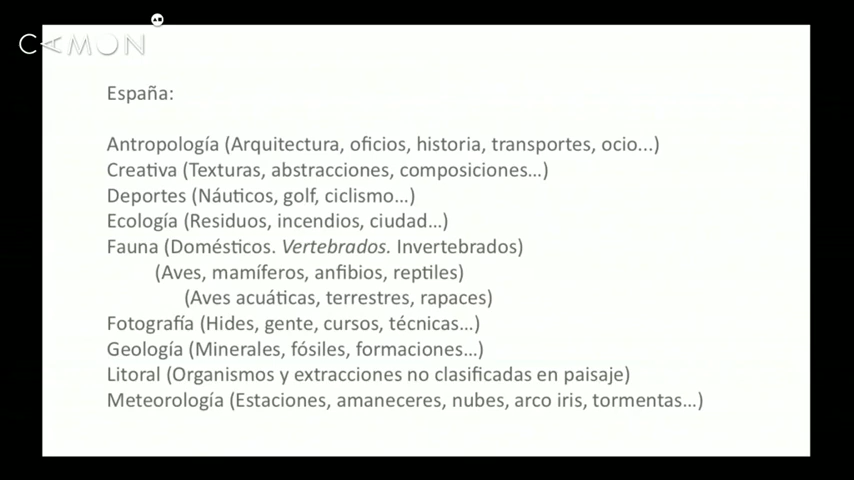 CAMON
España:
Antropología (Arquitectura, oficios, historia, transportes, ocio...)
Creativa (Texturas, abstracciones, composiciones...)
Deportes (Náuticos, golf, ciclismo...)
Ecología (Residuos, incendios, ciudad...)
Fauna (Domésticos. Vertebrados. Invertebrados)
(Aves, mamíferos, anfibios, reptiles)
(Aves acuáticas, terrestres, rapaces)
Fotografía (Hides, gente, cursos, técnicas...)
Geología (Minerales, fósiles, formaciones...)
Litoral (Organismos y extracciones no clasificadas en paisaje)
Meteorología (Estaciones, amaneceres, nubes, arco iris, tormentas...)